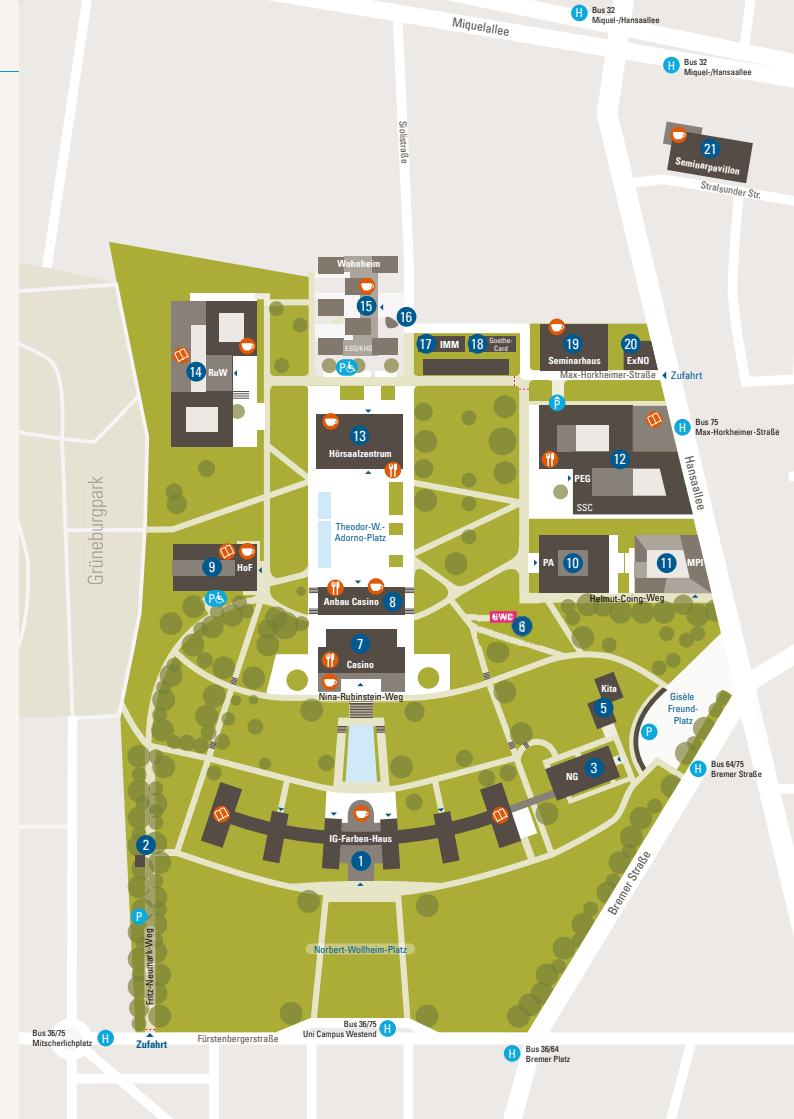 Bus 32
Miquel-/Hansaallee
Miquelallee
H
Bus 32
Miquel-/Hansaallee
H
Siolistraße
21
Seminarpavillon
Stralsunder Str.
Wohnheim
15
16
ESG/KHG
P
14
RuW
17
IMM
18
Goethe-
Card
19
Seminarhaus
20
ExNO
Max-Horkheimer-Straße
Zufahrt
P
13
Hörsaalzentrum
H
Bus 75
Max-Horkheimer-Straße
12
PEG
SSC
Hansaallee
Grüneburgpark
Theodor-W.-
Adorno-Platz
9
HoF
P
PA
10
11
MPI
Helmut-Coing-Weg
Anbau Casino
8
6
7
Casino
Nina-Rubinstein-Weg
Kita
5
Gisèle
Freund-
Platz
P
3
NG
H
Bus 64/75
Bremer Straße
IG-Farben-Haus
1
2
P
Fritz-Neumark-Weg
Bremer Straße
Norbert-Wollheim-Platz
Bus 36/75
Mitscherlichplatz
H
Zufahrt
Fürstenbergerstraße
Bus 36/75
Uni Campus Westend
H
H
Bus 36/64
Bremer Platz